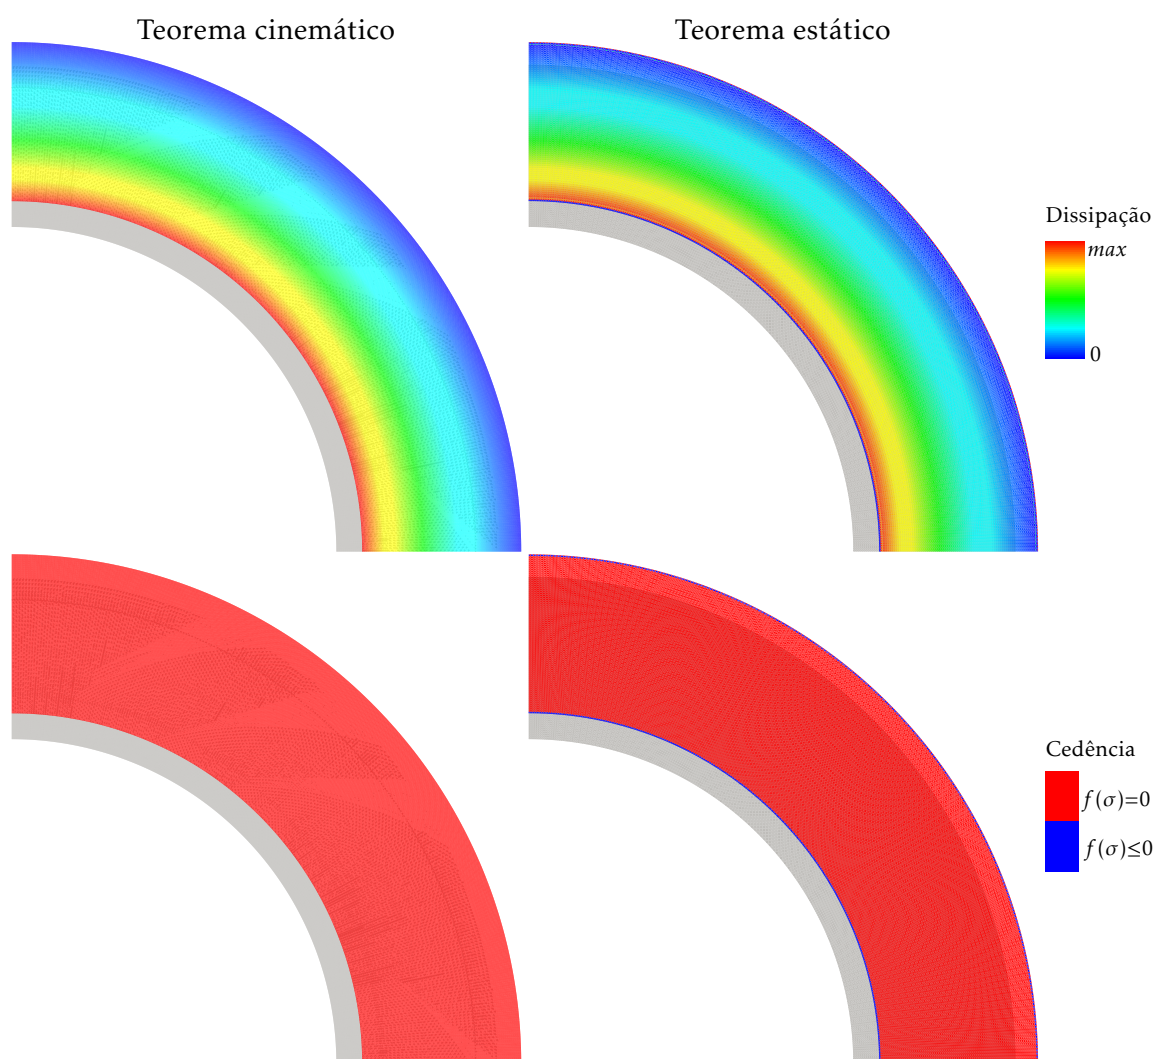 Teorema cinemático
Teorema estático
Dissipação
max
0
Cedência
f(σ)=0
f(σ)≤0